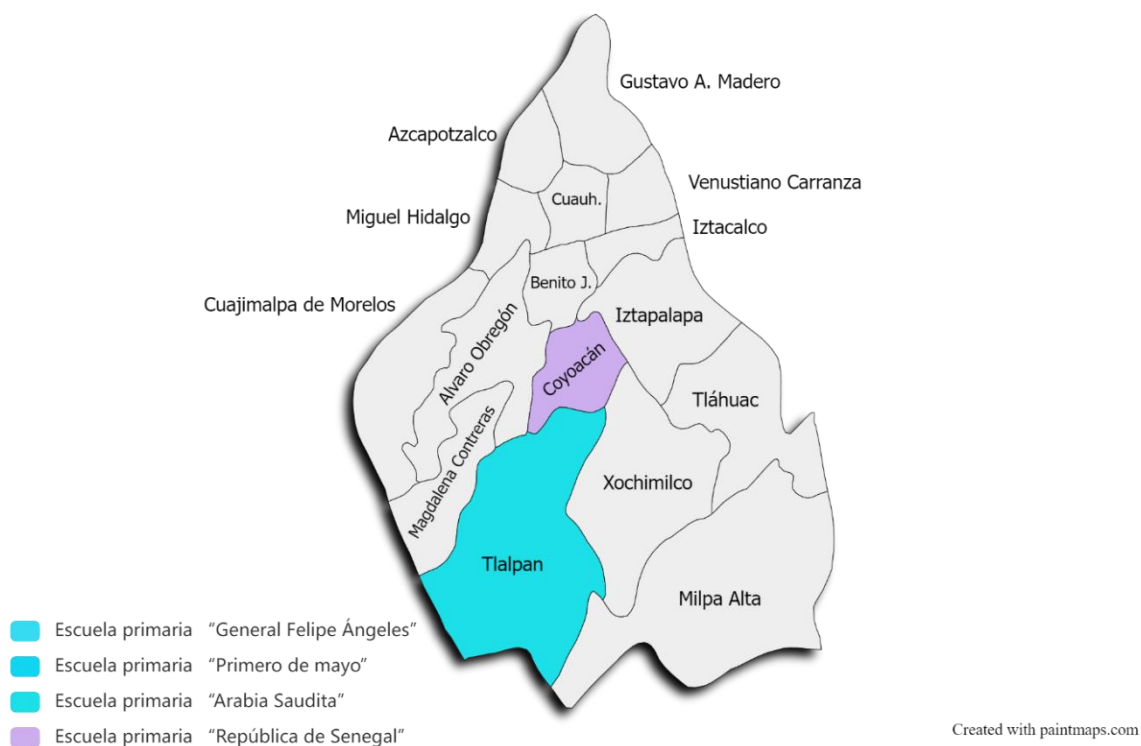 Gustavo A. Madero
Azcapotzalco
Venustiano Carranza
Cuauh.
Miguel Hidalgo
Iztacalco
Benito J.
Cuajimalpa de Morelos
Iztapalapa
Alvaro Obregón
Coyoacán
Tláhuac
Magdalena Contreras
Xochimilco
Tlalpan
Milpa Alta
Escuela primaria "General Felipe Ángeles"
Escuela primaria "Primero de mayo"
Escuela primaria "Arabia Saudita"
Escuela primaria "República de Senegal"
Created with paintmaps.com